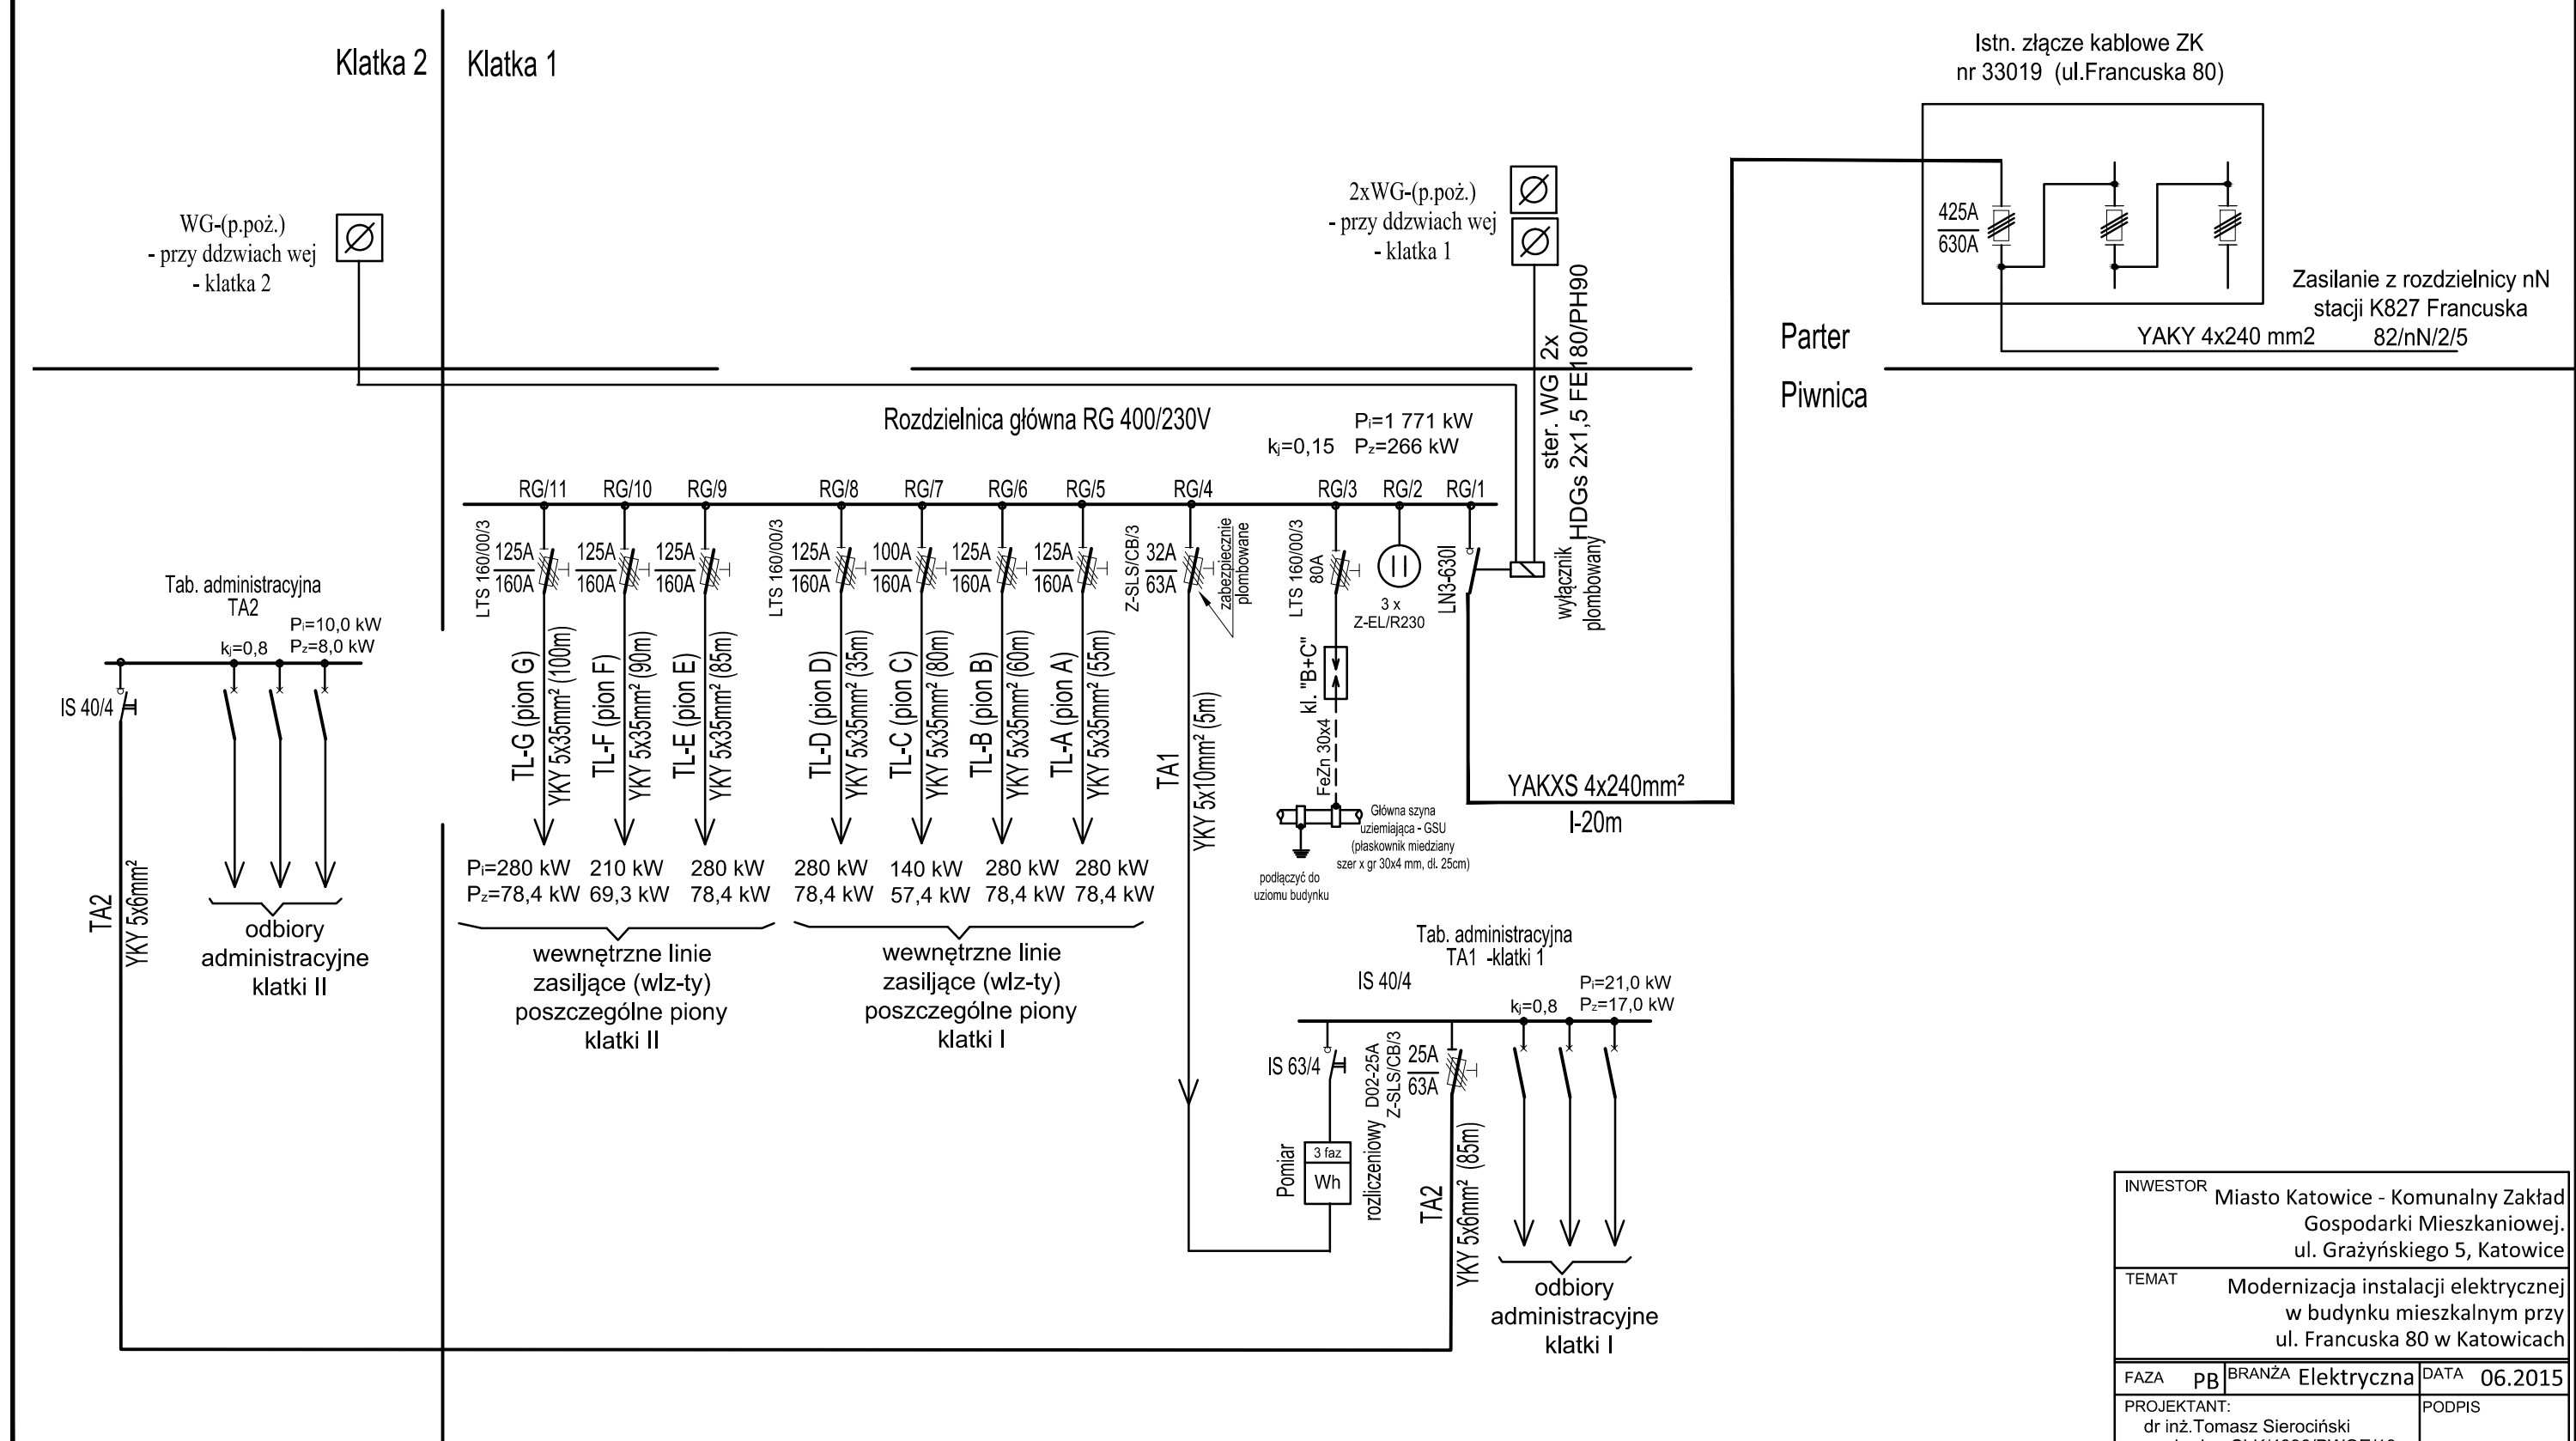 Klatka 2
Klatka 1
Istn. złącze kablowe ZK
nr 33019 (ul.Francuska 80)
425A
630A
Zasilanie z rozdzielnicy nN
stacji K827 Francuska
82/nN/2/5
YAKY 4x240 mm2
WG-(p.poż.)
- przy ddzwiach wej
- klatka 2
2xWG-(p.poż.)
- przy ddzwiach wej
- klatka 1
ster. WG 2x
HDGs 2x1,5 FE180/PH90
Parter
Piwnica
Rozdzielnica główna RG 400/230V
Pi=1 771 kW
kj=0,15 Pz=266 kW
RG/11
RG/10
RG/9
RG/8
RG/7
RG/6
RG/5
RG/4
RG/3
RG/2
RG/1
LTS 160/00/3
125A
160A
125A
160A
125A
160A
LTS 160/00/3
125A
160A
100A
160A
125A
160A
125A
160A
Z-SLS/CB/3
32A
63A
zabezpiecznie
plombowane
LTS 160/00/3
80A
3 x
Z-EL/R230
LN3-630I
wyłącznik
plombowany
TL-G (pion G)
YKY 5x35mm² (100m)
TL-F (pion F)
YKY 5x35mm² (90m)
TL-E (pion E)
YKY 5x35mm² (85m)
TL-D (pion D)
YKY 5x35mm² (35m)
TL-C (pion C)
YKY 5x35mm² (80m)
TL-B (pion B)
YKY 5x35mm² (60m)
TL-A (pion A)
YKY 5x35mm² (55m)
TA1
YKY 5x10mm² (5m)
kl. "B+C"
FeZn 30x4
Główna szyna
uziemiająca - GSU
(płaskownik miedziany
szer x gr 30x4 mm, dł. 25cm)
podłączyć do
uziomu budynku
YAKXS 4x240mm²
l-20m
Pi=280 kW
Pz=78,4 kW
210 kW
69,3 kW
280 kW
78,4 kW
280 kW
78,4 kW
140 kW
57,4 kW
280 kW
78,4 kW
280 kW
78,4 kW
wewnętrzne linie
zasiljące (wlz-ty)
poszczególne piony
klatki II
wewnętrzne linie
zasiljące (wlz-ty)
poszczególne piony
klatki I
Tab. administracyjna
TA2
Pi=10,0 kW
kj=0,8 Pz=8,0 kW
IS 40/4
TA2
YKY 5x6mm²
odbiory
administracyjne
klatki II
Tab. administracyjna
TA1 -klatki 1
IS 40/4
Pi=21,0 kW
kj=0,8 Pz=17,0 kW
IS 63/4
Pomiar
3 faz
Wh
rozliczeniowy
D02-25A
Z-SLS/CB/3
25A
63A
TA2
YKY 5x6mm² (85m)
odbiory
administracyjne
klatki I
INWESTOR Miasto Katowice - Komunalny Zakład
Gospodarki Mieszkaniowej.
ul. Grażyńskiego 5, Katowice
TEMAT Modernizacja instalacji elektrycznej
w budynku mieszkalnym przy
ul. Francuska 80 w Katowicach
FAZA PB BRANŻA Elektryczna DATA 06.2015
PROJEKTANT: PODPIS
dr inż.Tomasz Sierociński